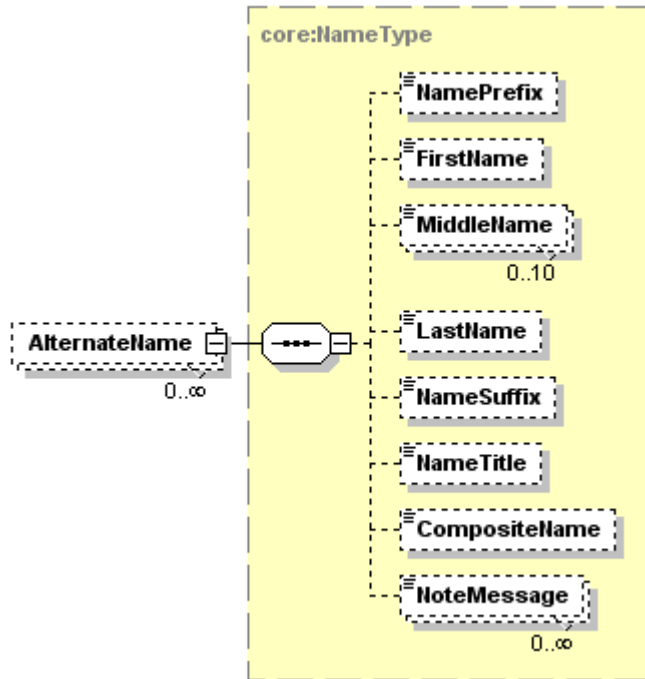 core:NameType
NamePrefix
FirstName
MiddleName
0..10
AlternateName
0..∞
LastName
NameSuffix
NameTitle
CompositeName
NoteMessage
0..∞